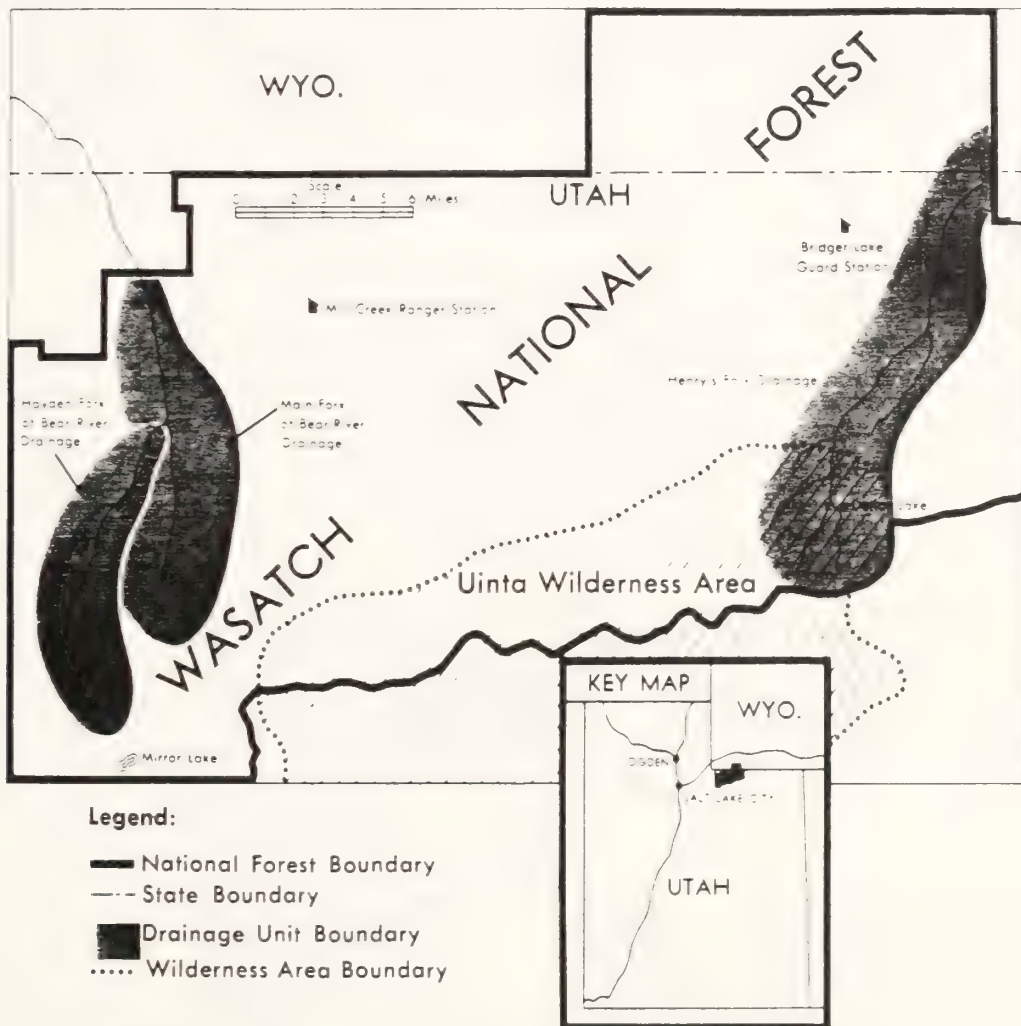 WYO.
FOREST
Scale
0 2 3 4 5 6 Miles
UTAH
Bridger Lake
Guard Station
Creek Ranger Station
NATIONAL
Hayden Fork
of Bear River
Drainage
Main Fork
of Bear River
Drainage
Henry's Fork Drainage
Lake
WASATCH
Uinta Wilderness Area
Mirror Lake
KEY MAP
WYO.
OGDEN
SALT LAKE CITY
UTAH
Legend:
National Forest Boundary
State Boundary
Drainage Unit Boundary
Wilderness Area Boundary